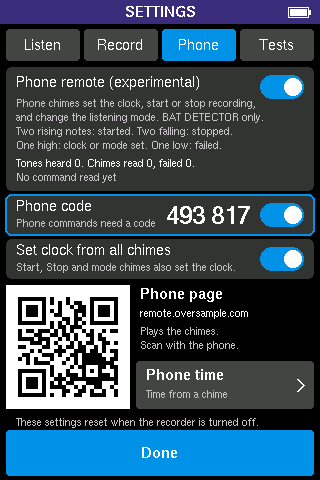 SETTINGS
Listen
Record
Phone
Tests
Phone remote (experimental)
Phone chimes set the clock, start or stop recording,
and change the listening mode. BAT DETECTOR only.
Two rising notes: started. Two falling: stopped.
One high: clock or mode set. One low: failed.
Tones heard 0. Chimes read 0, failed 0.
No command read yet
Phone code
Phone commands need a code
493 817
Set clock from all chimes
Start, Stop and mode chimes also set the clock.
Phone page
remote.oversample.com
Plays the chimes.
Scan with the phone.
Phone time
Time from a chime
These settings reset when the recorder is turned off.
Done